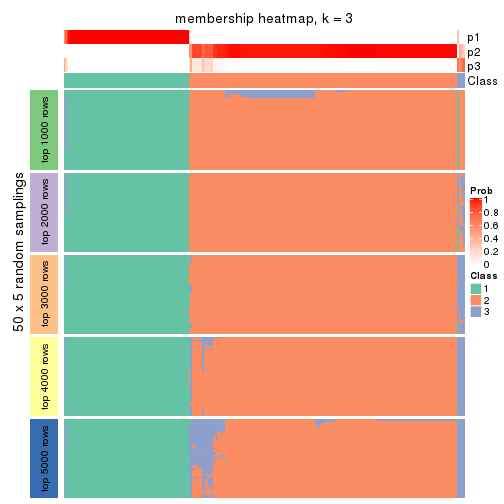 membership heatmap, k = 3
p1
p2
p3
Class
50 x 5 random samplings
top 1000 rows
top 2000 rows
top 3000 rows
top 4000 rows
top 5000 rows
Prob
1
0.8
0.6
0.4
0.2
0
Class
1
2
3